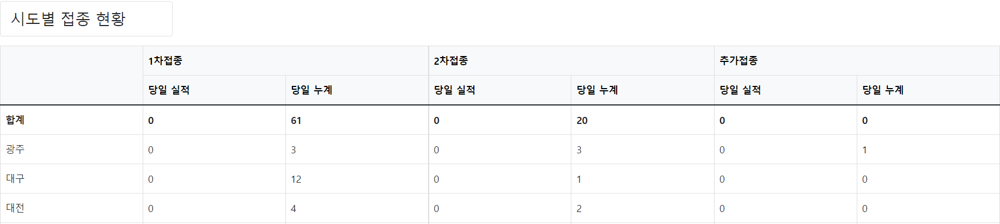 시도별 접종 현황
1차접종 2차접종 추가접종
당일 실적 당일 누계 당일 실적 당일 누계 당일 실적 당일 누계
합계 0 61 0 20 0 0
광주 0 3 0 3 0 1
대구 0 12 0 1 0 0
대전 0 4 0 2 0 0